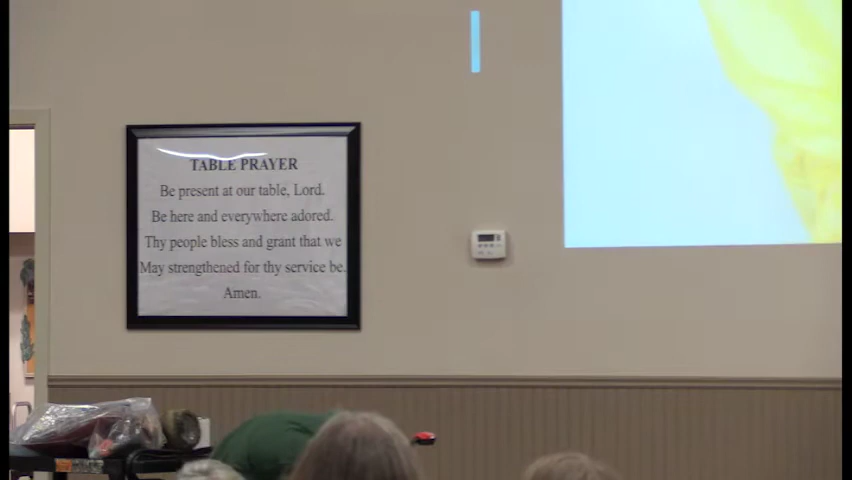 TABLE PRAYER
Be present at our table, Lord.
Be here and everywhere adored.
Thy people bless and grant that we
May strengthened for thy service be.
Amen.